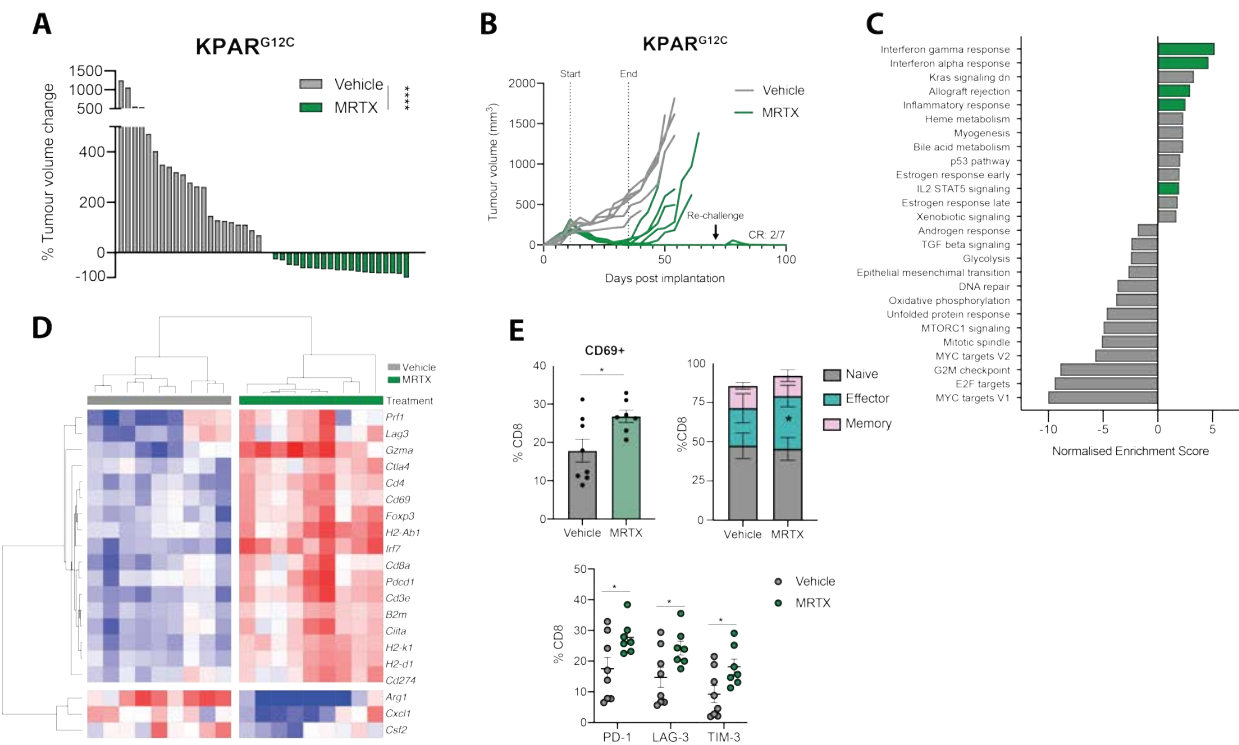 A
KPARG12C
% Tumour volume change
1500
1000
500
400
200
0
-100
Vehicle
MRTX
****
B
KPARG12C
Start
End
Tumour volume (mm3)
2000
1500
1000
500
0
Vehicle
MRTX
Re-challenge
CR: 2/7
0
50
100
Days post implantation
C
Interferon gamma response
Interferon alpha response
Kras signaling dn
Allograft rejection
Inflammatory response
Heme metabolism
Myogenesis
Bile acid metabolism
p53 pathway
Estrogen response early
IL2 STAT5 signaling
Estrogen response late
Xenobiotic signaling
Androgen response
TGF beta signaling
Glycolysis
Epithelial mesenchimal transition
DNA repair
Oxidative phosphorylation
Unfolded protein response
MTORC1 signaling
Mitotic spindle
MYC targets V2
G2M checkpoint
E2F targets
MYC targets V1
-10
-5
0
5
Normalised Enrichment Score
D
Vehicle
MRTX
Treatment
Prf1
Lag3
Gzma
Ctla4
Cd4
Cd69
Foxp3
H2-Ab1
Irf7
Cd8a
Pdcd1
Cd3e
B2m
Ciita
H2-k1
H2-d1
Cd274
Arg1
Cxcl1
Csf2
E
CD69+
*
% CD8
40
30
20
10
0
Vehicle
MRTX
%CD8
100
75
50
25
0
*
Vehicle
MRTX
Naive
Effector
Memory
% CD8
50
40
30
20
10
0
*
*
*
PD-1
LAG-3
TIM-3
Vehicle
MRTX